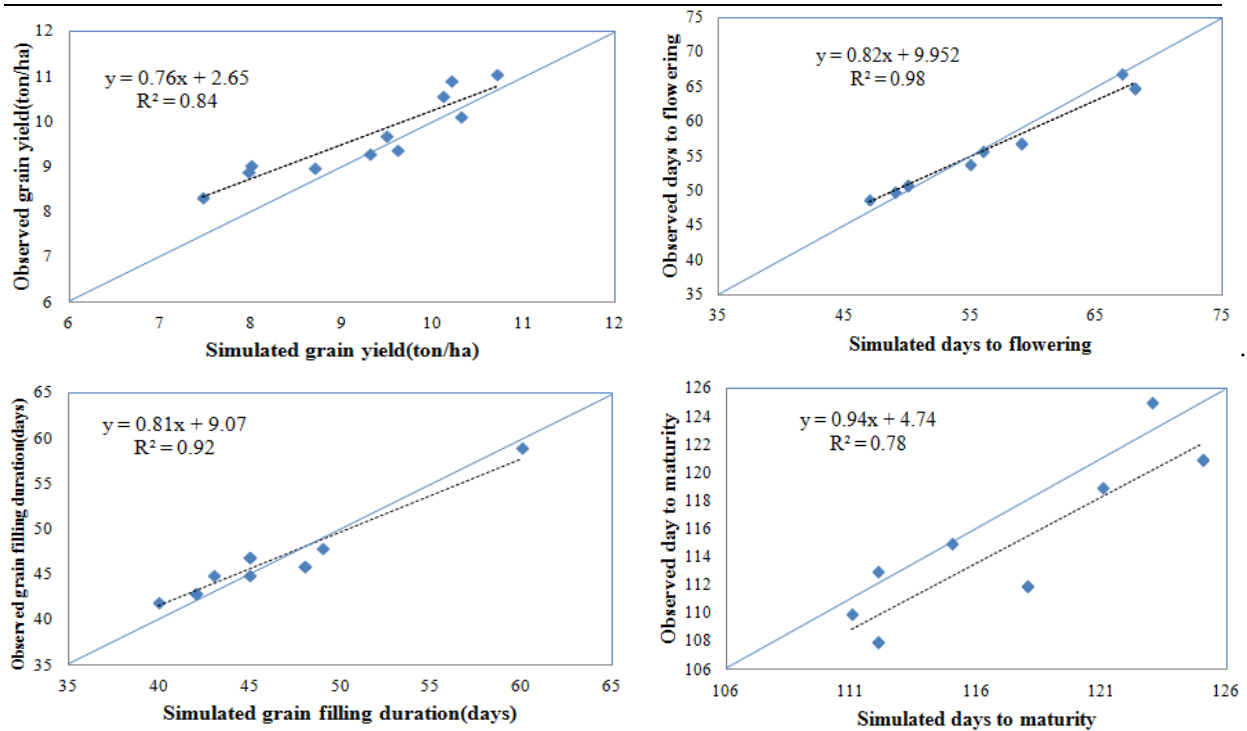 Observed grain yield(ton/ha)
12
11
10
9
8
7
6
y = 0.76x + 2.65
R² = 0.84
6 7 8 9 10 11 12
Simulated grain yield(ton/ha)
Observed days to flowering
75
70
65
60
55
50
45
40
35
y = 0.82x + 9.952
R² = 0.98
35 45 55 65 75
Simulated days to flowering
.
Observed grain filling duration(days)
65
60
55
50
45
40
35
y = 0.81x + 9.07
R² = 0.92
35 40 45 50 55 60 65
Simulated grain filling duration(days)
Observed day to maturity
126
124
122
120
118
116
114
112
110
108
106
y = 0.94x + 4.74
R² = 0.78
106 111 116 121 126
Simulated days to maturity